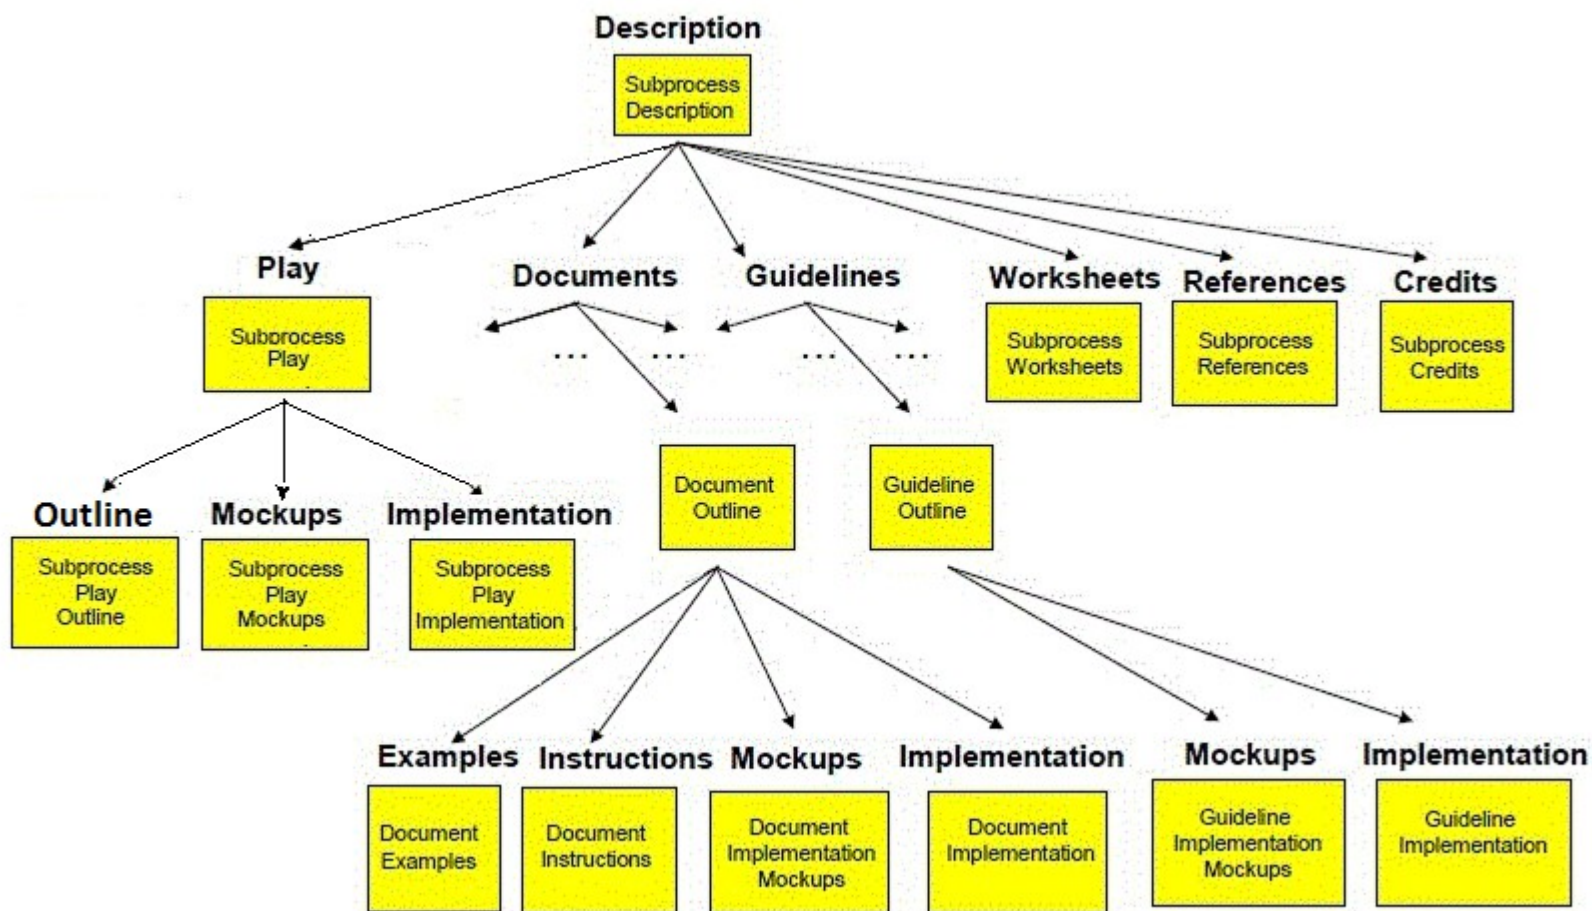 Description
Subprocess
Description
Play
Documents
Guidelines
Worksheets
References
Credits
Subprocess
Play
... ... ... ...
Subprocess
Worksheets
Subprocess
References
Subprocess
Credits
Document
Outline
Guideline
Outline
Outline
Mockups
Implementation
Subprocess
Play
Outline
Subprocess
Play
Mockups
Subprocess
Play
Implementation
Examples
Instructions
Mockups
Implementation
Mockups
Implementation
Document
Examples
Document
Instructions
Document
Implementation
Mockups
Document
Implementation
Guideline
Implementation
Mockups
Guideline
Implementation